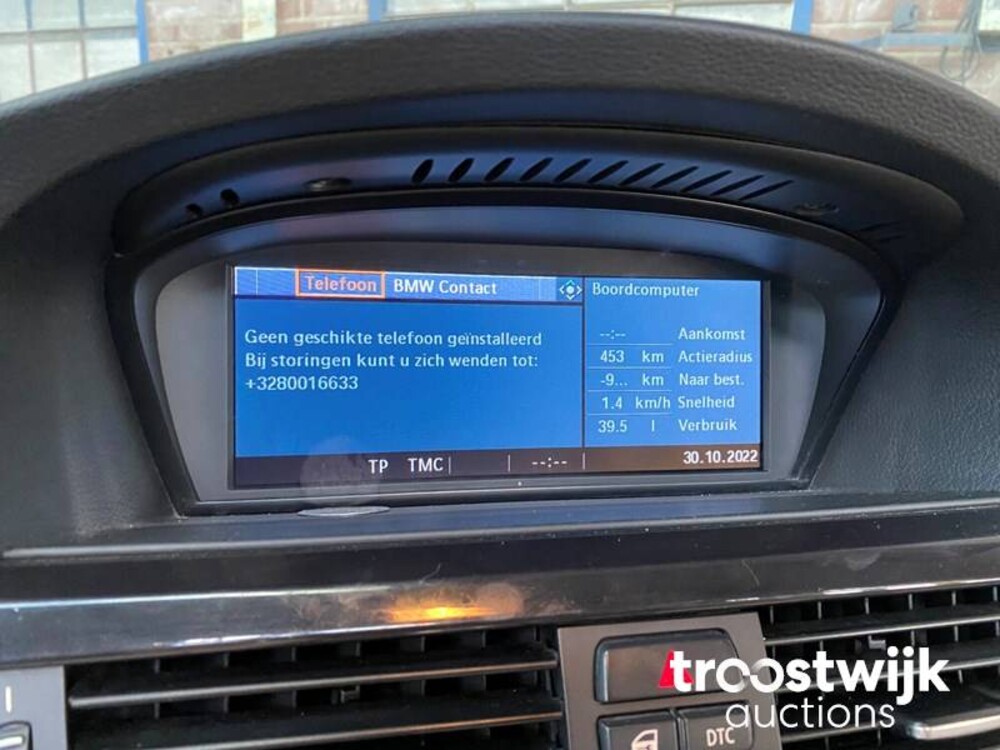 Telefoon BMW Contact
Geen geschikte telefoon geïnstalleerd
Bij storingen kunt u zich wenden tot:
+3280016633
Boordcomputer
--:-- Aankomst
453 km Actieradius
-9... km Naar best.
1.4 km/h Snelheid
39.5 l Verbruik
TP TMC --:-- 30.10.2022
DTC
troostwijk
auctions